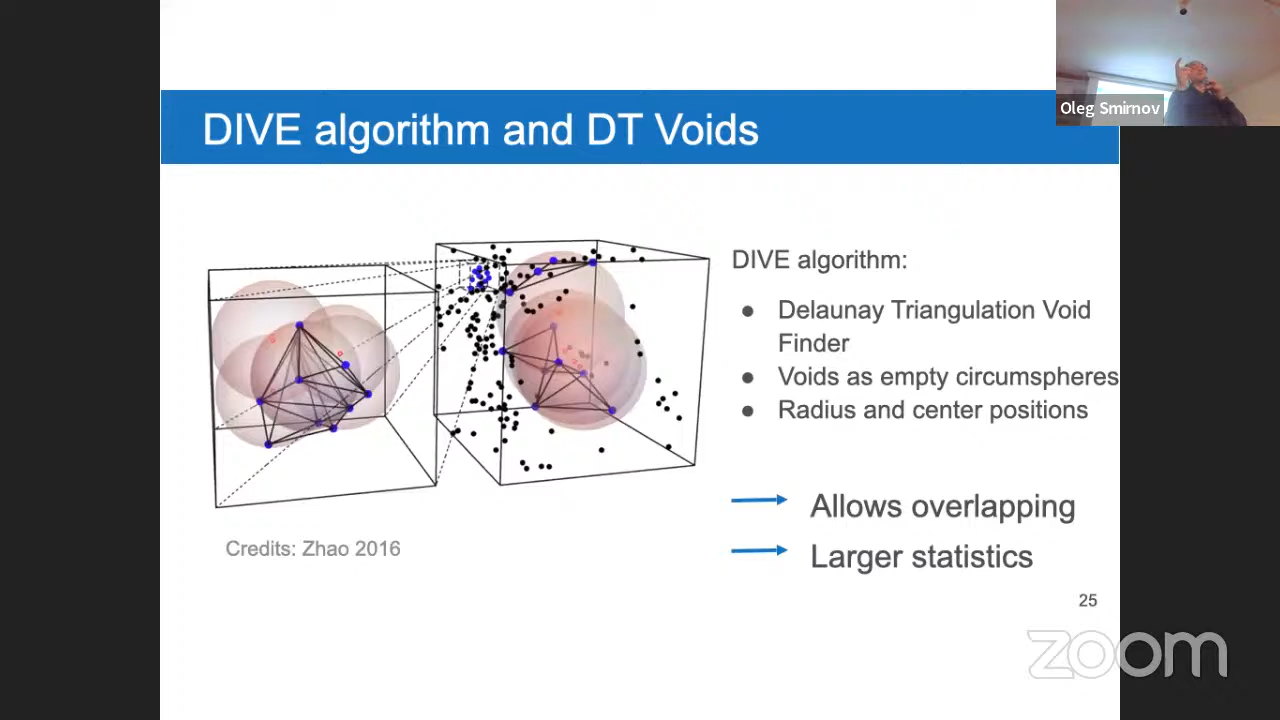 Oleg Smirnov
DIVE algorithm and DT Voids
DIVE algorithm:
● Delaunay Triangulation Void
Finder
● Voids as empty circumspheres
● Radius and center positions
Allows overlapping
Larger statistics
Credits: Zhao 2016
25
zoom